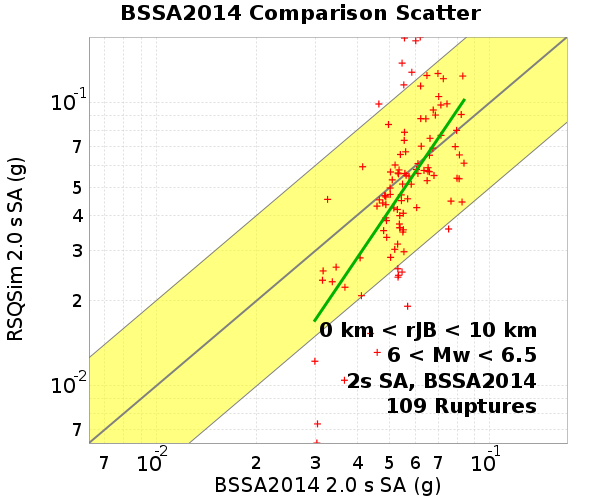 BSSA2014 Comparison Scatter
RSQSim 2.0 s SA (g)
10-1
7
5
4
3
2
10-2
7
0 km < rJB < 10 km
6 < Mw < 6.5
2s SA, BSSA2014
109 Ruptures
7 10-2 2 3 4 5 6 7 10-1
BSSA2014 2.0 s SA (g)